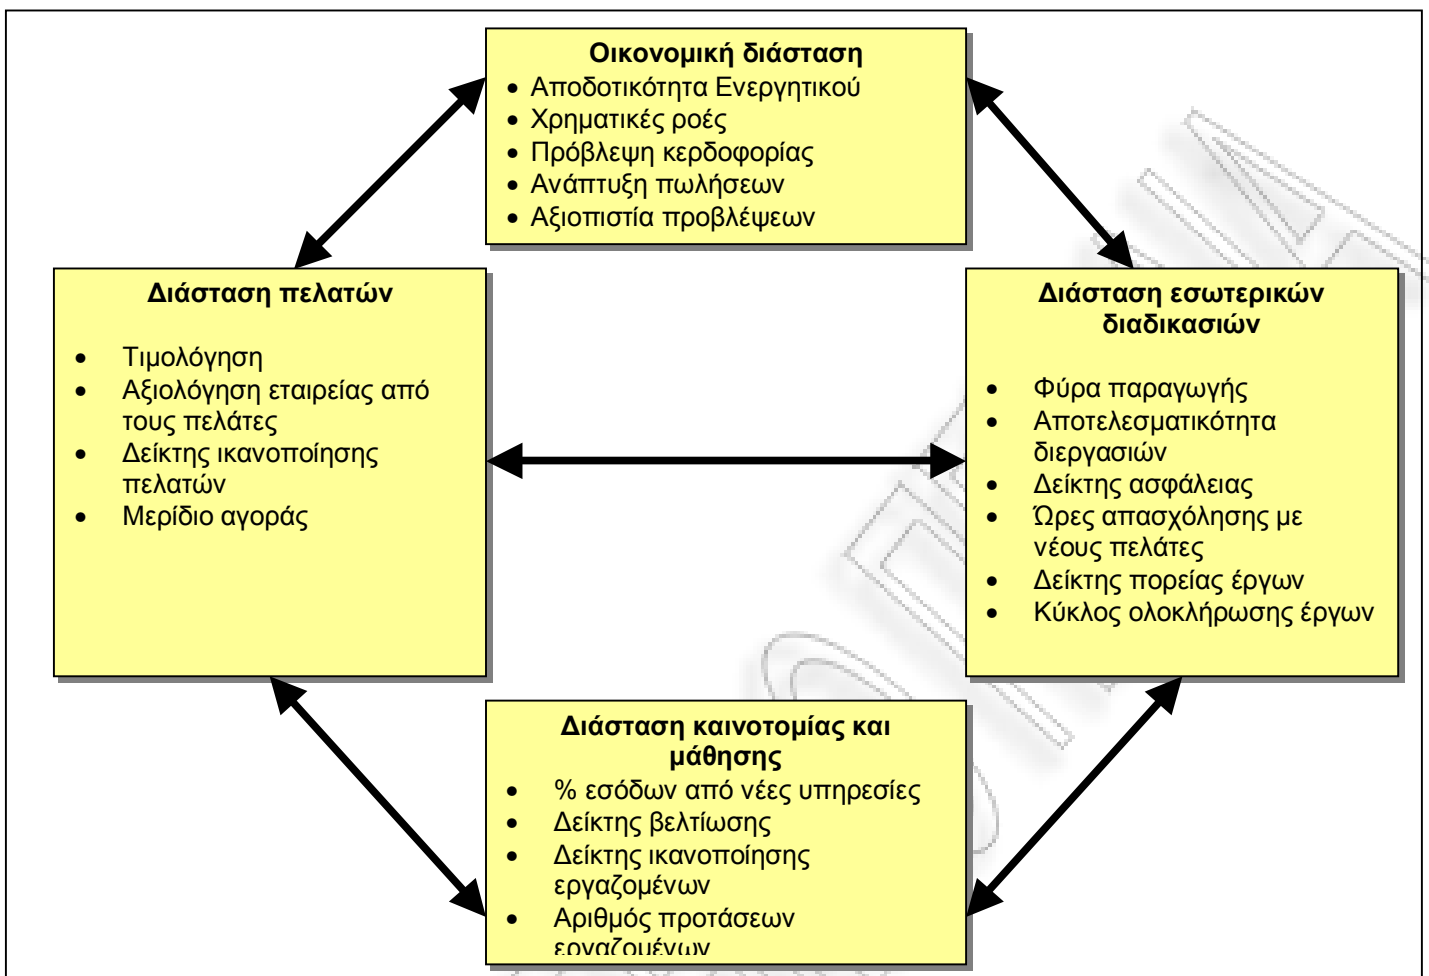 Οικονομική διάσταση
• Αποδοτικότητα Ενεργητικού
• Χρηματικές ροές
• Πρόβλεψη κερδοφορίας
• Ανάπτυξη πωλήσεων
• Αξιοπιστία προβλέψεων
Διάσταση πελατών
• Τιμολόγηση
• Αξιολόγηση εταιρείας από
τους πελάτες
• Δείκτης ικανοποίησης
πελατών
• Μερίδιο αγοράς
Διάσταση εσωτερικών
διαδικασιών
• Φύρα παραγωγής
• Αποτελεσματικότητα
διεργασιών
• Δείκτης ασφάλειας
• Ώρες απασχόλησης με
νέους πελάτες
• Δείκτης πορείας έργων
• Κύκλος ολοκλήρωσης έργων
Διάσταση καινοτομίας και
μάθησης
• % εσόδων από νέες υπηρεσίες
• Δείκτης βελτίωσης
• Δείκτης ικανοποίησης
εργαζομένων
• Αριθμός προτάσεων
εργαζομένων